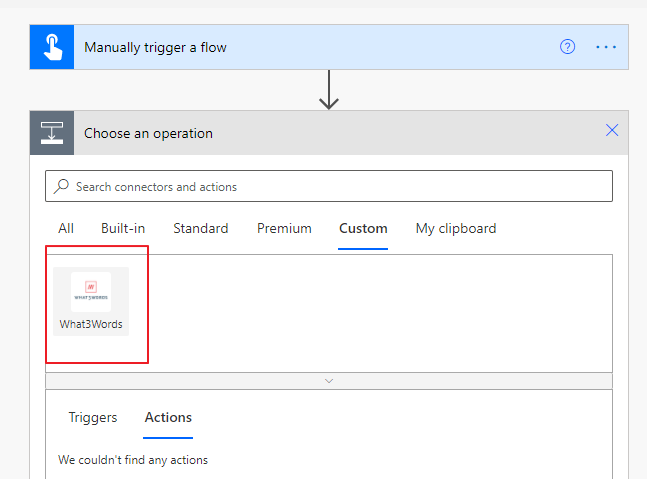 Manually trigger a flow
Choose an operation
Search connectors and actions
All Built-in Standard Premium Custom My clipboard
WHAT3WORDS
What3Words
Triggers Actions
We couldn't find any actions